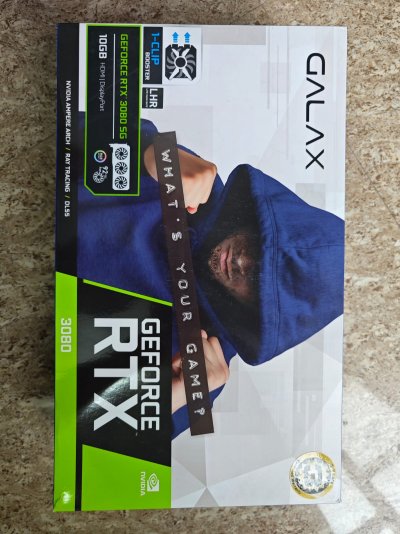 GALAX
1-CLIP
BOOSTER
LHR
GEFORCE RTX 3080 SG
10GB HDMI | DisplayPort
NVIDIA AMPERE ARCH / RAY TRACING / DLSS
WHAT'S YOUR GAME?
GEFORCE
RTX
3080
NVIDIA